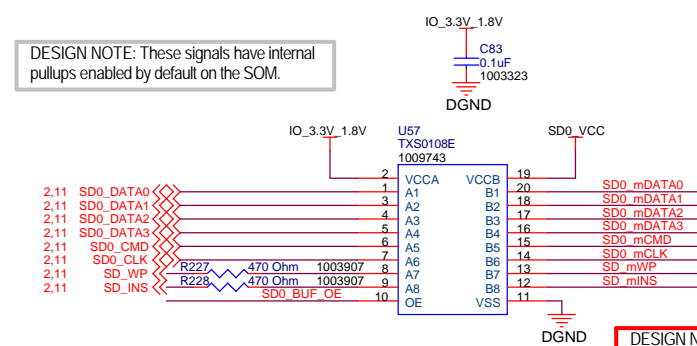 IO_3.3V_1.8V
DESIGN NOTE: These signals have internal
pullups enabled by default on the SOM.
C83
0.1uF
1003323
DGND
IO_3.3V_1.8V
U57
TXS0108E
1009743
SD0_VCC
2 VCCA VCCB 19
2,11 SD0_DATA0 1 A1 B1 20 SD0_mDATA0
2,11 SD0_DATA1 3 A2 B2 18 SD0_mDATA1
2,11 SD0_DATA2 4 A3 B3 17 SD0_mDATA2
2,11 SD0_DATA3 5 A4 B4 16 SD0_mDATA3
2,11 SD0_CMD 6 A5 B5 15 SD0_mCMD
2,11 SD0_CLK 7 A6 B6 14 SD0_mCLK
2,11 SD_WP R227 470 Ohm 1003907 8 A7 B7 13 SD_mWP
2,11 SD_INS R228 470 Ohm 1003907 9 A8 B8 12 SD_mINS
SD0_BUF_OE 10 OE VSS 11
DGND
DESIGN N